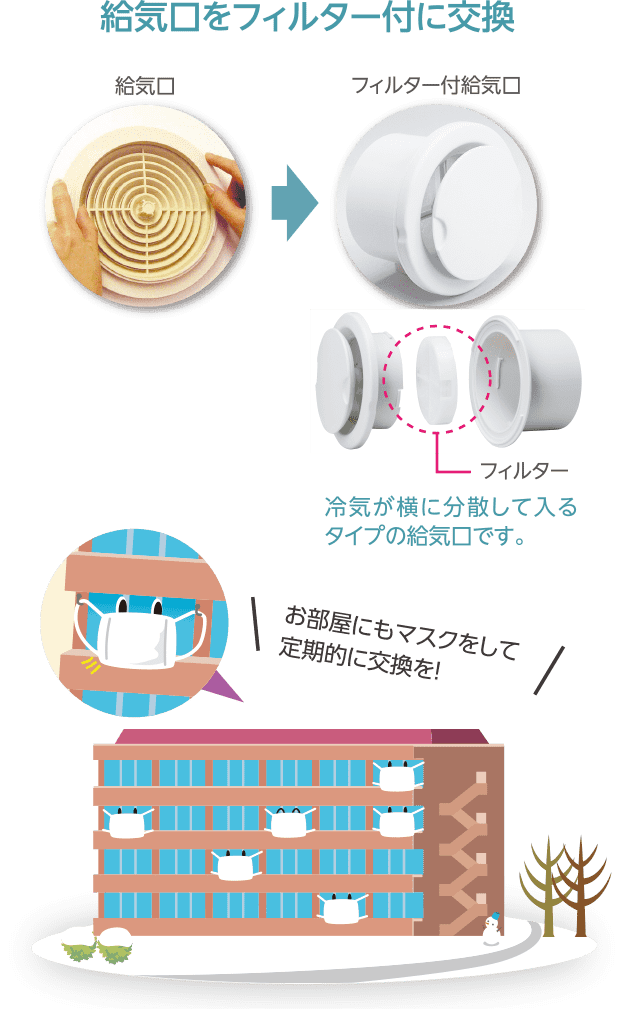 給気口をフィルター付に交換
給気口
フィルター付給気口
フィルター
冷気が横に分散して入る
タイプの給気口です。
お部屋にもマスクをして
定期的に交換を!